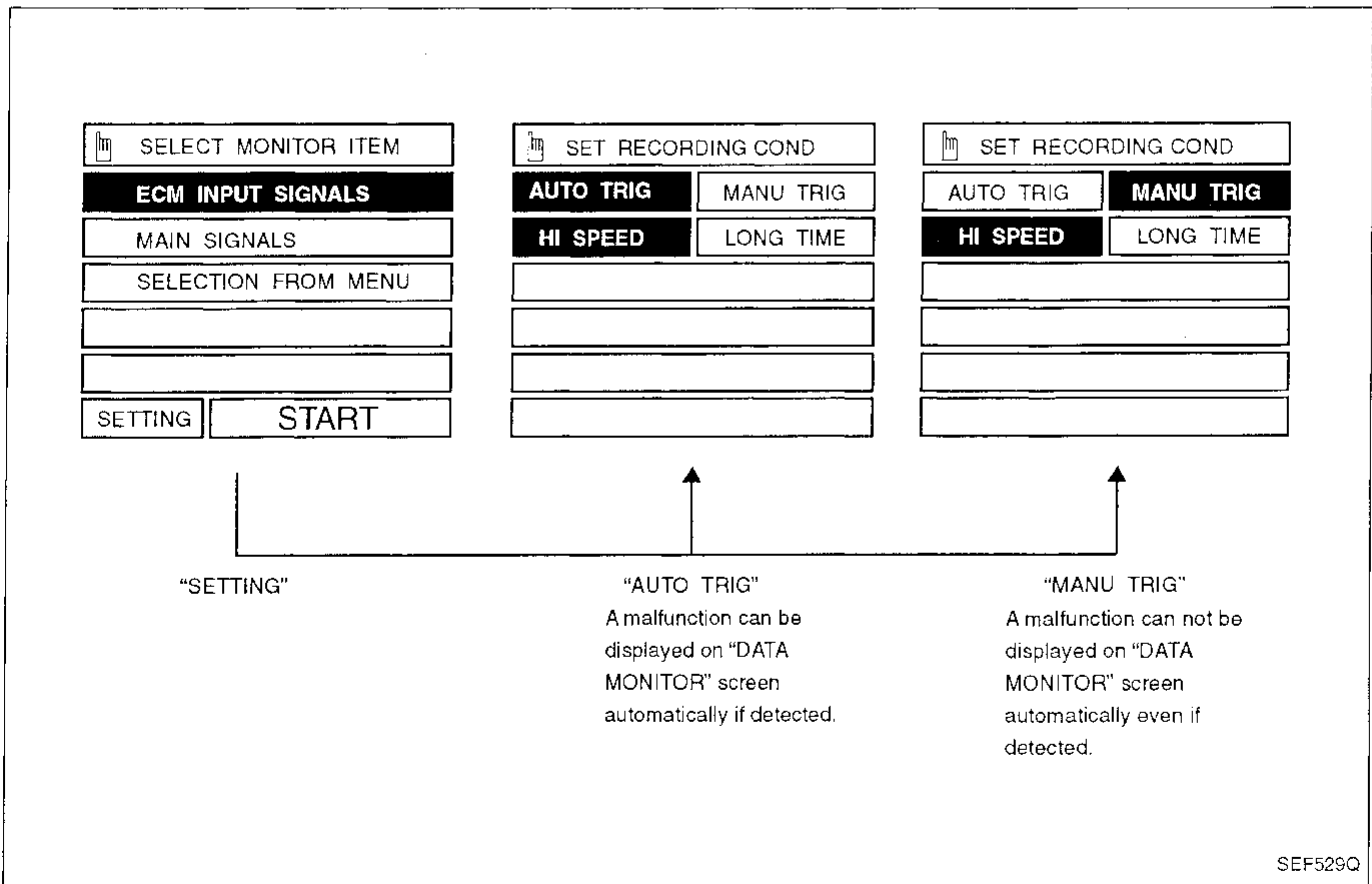 SELECT MONITOR ITEM
ECM INPUT SIGNALS
MAIN SIGNALS
SELECTION FROM MENU
SETTING START
SET RECORDING COND
AUTO TRIG MANU TRIG
HI SPEED LONG TIME
SET RECORDING COND
AUTO TRIG MANU TRIG
HI SPEED LONG TIME
"SETTING"
"AUTO TRIG"
A malfunction can be
displayed on "DATA
MONITOR" screen
automatically if detected.
"MANU TRIG"
A malfunction can not be
displayed on "DATA
MONITOR" screen
automatically even if
detected.
SEF529Q